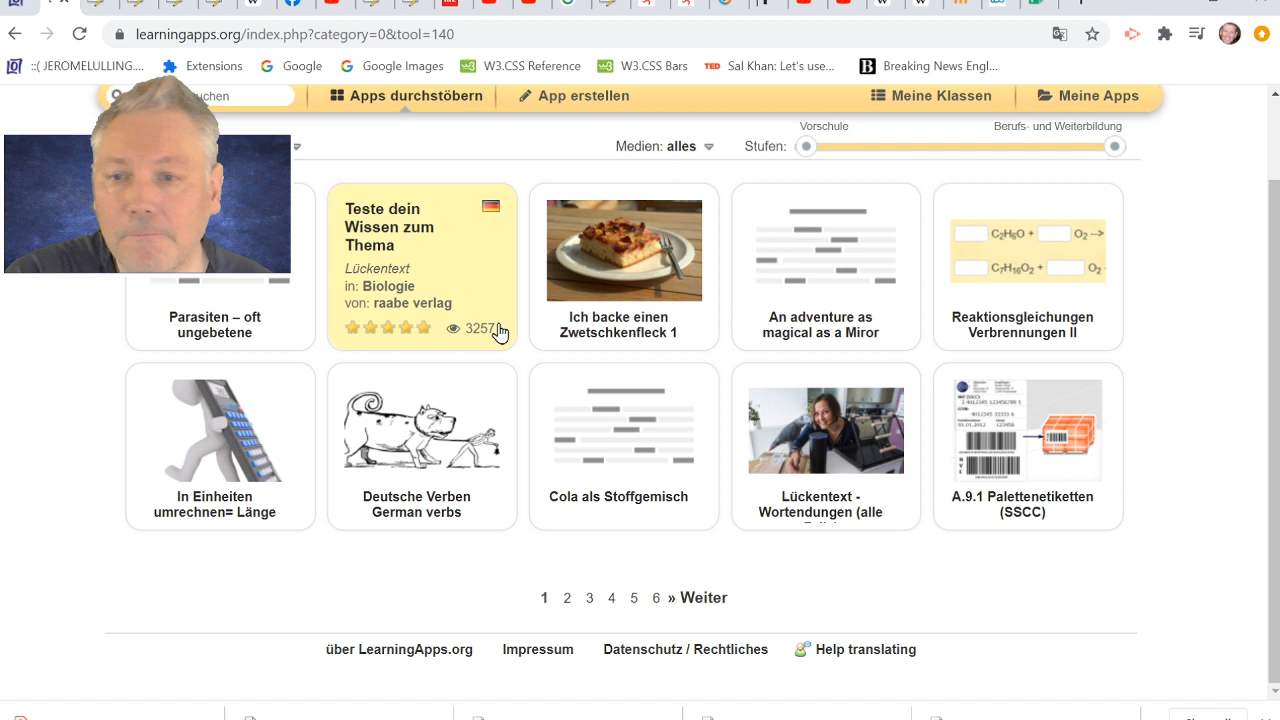 learningapps.org/index.php?category=0&tool=140
::( JEROMELULLING....
Extensions
Google
Google Images
W3.CSS Reference
W3.CSS Bars
TED
Sal Khan: Let's use...
B
Breaking News Engl...
uchen
Apps durchstöbern
App erstellen
Meine Klassen
Meine Apps
Vorschule
Berufs- und Weiterbildung
Medien: alles
Stufen:
Parasiten – oft
ungebetene
Teste dein
Wissen zum
Thema
Lückentext
in: Biologie
von: raabe verlag
3257
Ich backe einen
Zwetschkenfleck 1
An adventure as
magical as a Miror
C2H6O + O2 -->
C7H16O2 + O2
Reaktionsgleichungen
Verbrennungen II
In Einheiten
umrechnen= Länge
Deutsche Verben
German verbs
Cola als Stoffgemisch
Lückentext -
Wortendungen (alle
A.9.1 Palettenetiketten
(SSCC)
1 2 3 4 5 6 » Weiter
über LearningApps.org
Impressum
Datenschutz / Rechtliches
Help translating